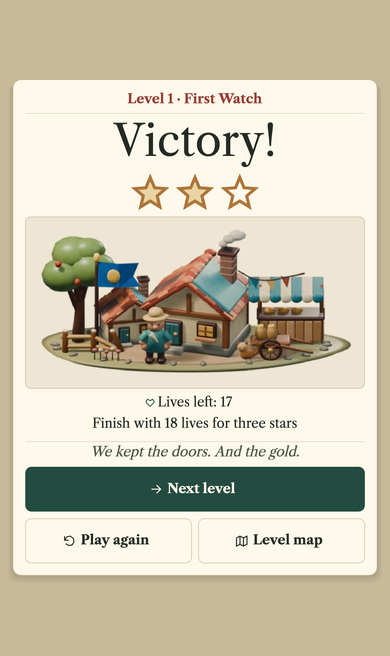 Level 1 · First Watch
Victory!
Lives left: 17
Finish with 18 lives for three stars
We kept the doors. And the gold.
Next level
Play again
Level map